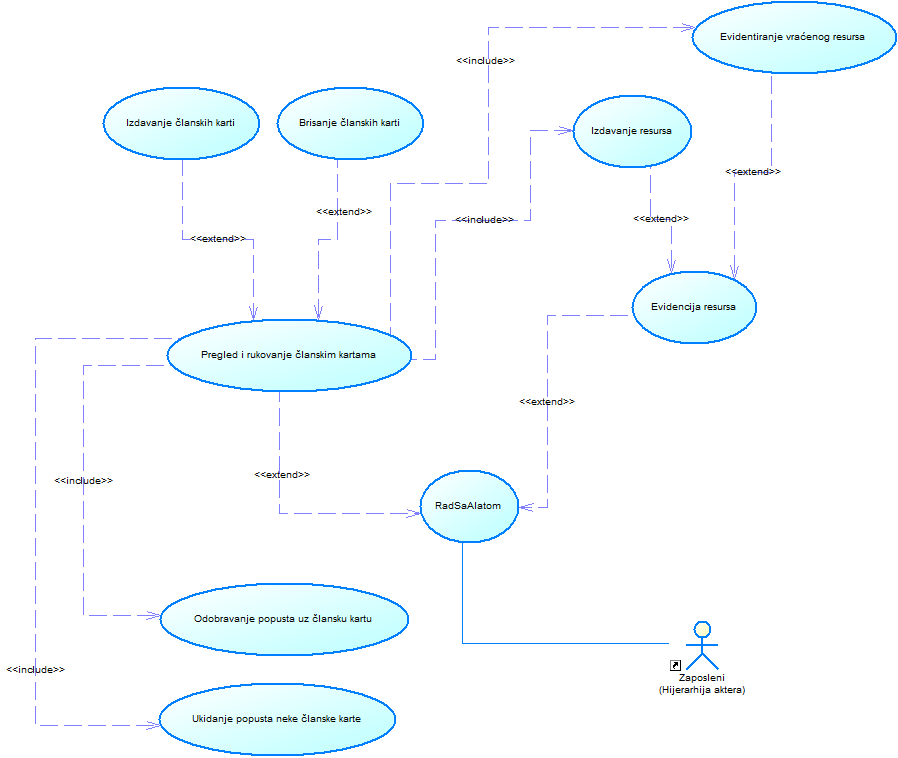 Evidentiranje vraćenog resursa
<<include>>
Izdavanje članskih karti
Brisanje članskih karti
Izdavanje resursa
<<extend>>
<<extend>>
<<include>>
<<extend>>
<<extend>>
Evidencija resursa
Pregled i rukovanje članskim kartama
<<extend>>
<<include>>
<<extend>>
RadSaAlatom
Odobravanje popusta uz člansku kartu
<<include>>
Zaposleni
(Hijerarhija aktera)
Ukidanje popusta neke članske karte